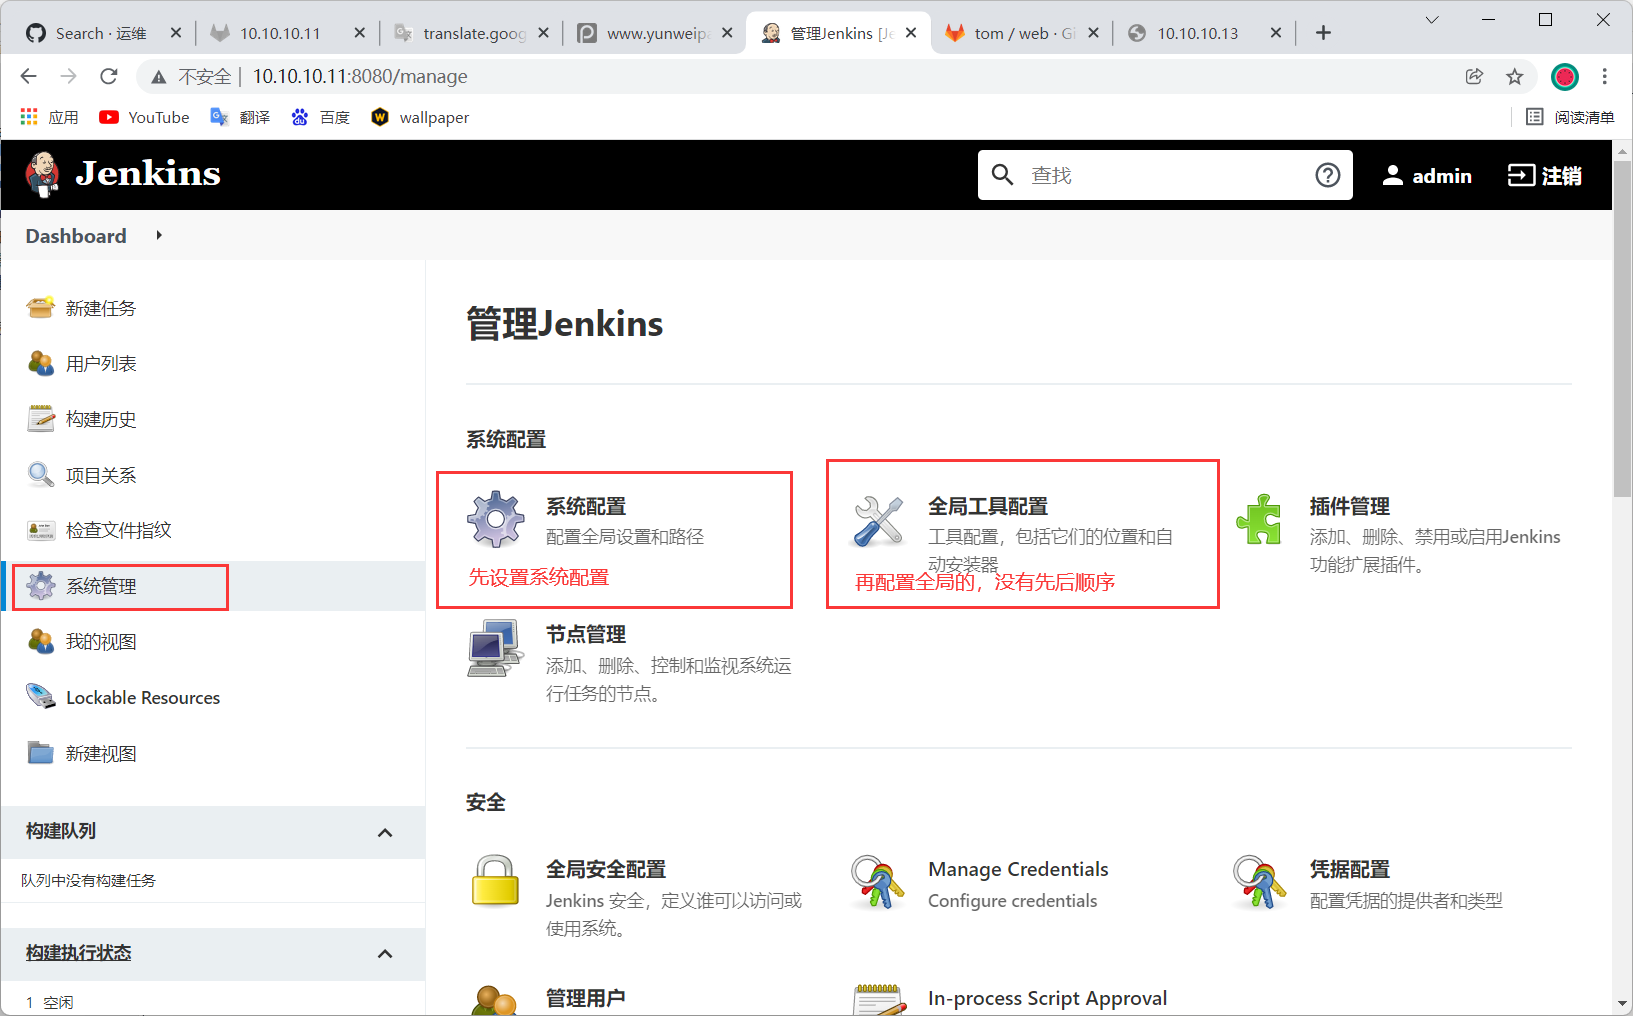 Search · 运维
10.10.10.11
translate.goog
www.yunweipa
管理Jenkins [Je
tom / web · Gi
10.10.10.13
不安全 | 10.10.10.11:8080/manage
应用
YouTube
翻译
百度
wallpaper
阅读清单
Jenkins
查找
admin
注销
Dashboard
新建任务
用户列表
构建历史
项目关系
检查文件指纹
系统管理
我的视图
Lockable Resources
新建视图
构建队列
队列中没有构建任务
构建执行状态
1 空闲
管理Jenkins
系统配置
系统配置
配置全局设置和路径
先设置系统配置
全局工具配置
工具配置，包括它们的位置和自
动安装器
再配置全局的，没有先后顺序
插件管理
添加、删除、禁用或启用Jenkins
功能扩展插件。
节点管理
添加、删除、控制和监视系统运
行任务的节点。
安全
全局安全配置
Jenkins 安全，定义谁可以访问或
使用系统。
Manage Credentials
Configure credentials
凭据配置
配置凭据的提供者和类型
管理用户
In-process Script Approval